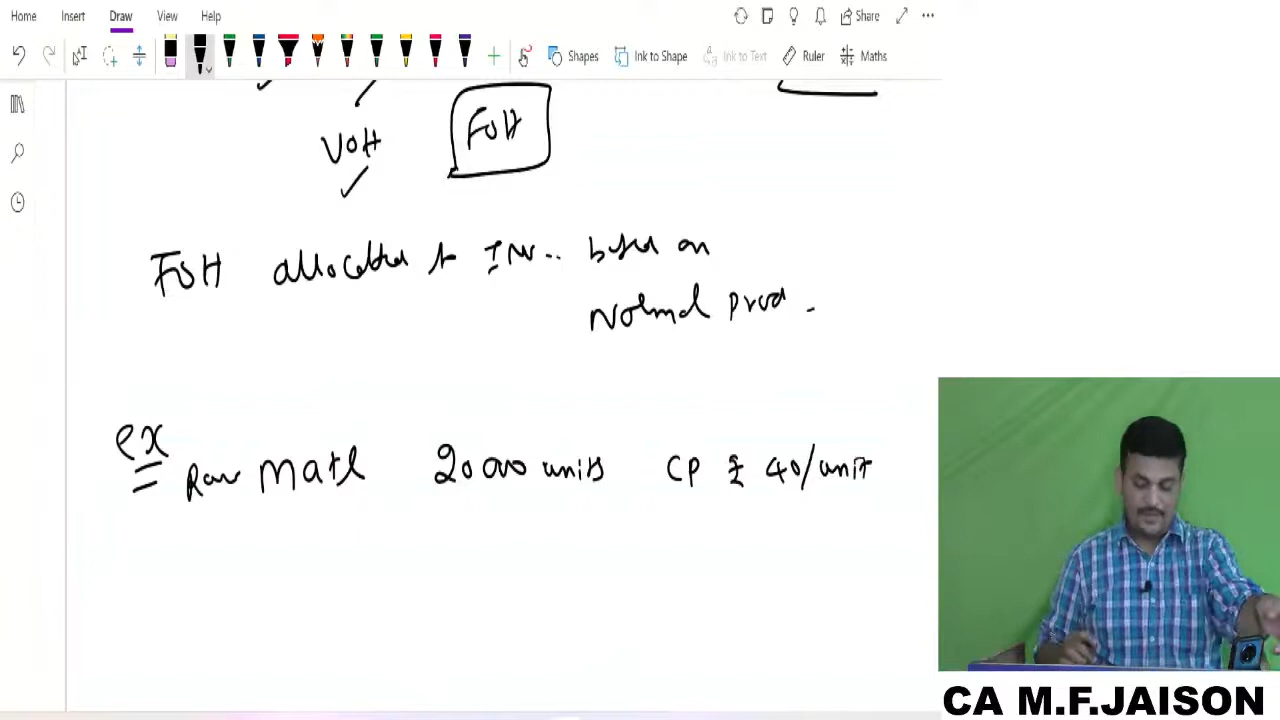 Home Insert Draw View Help
Share
Shapes Ink to Shape Ink to Text Ruler Maths
VOH FOH
FOH allocated to INV.. based on
Normal prod.
ex
Raw Matl 20000 units CP ₹ 40/unit
CA M.F.JAISON